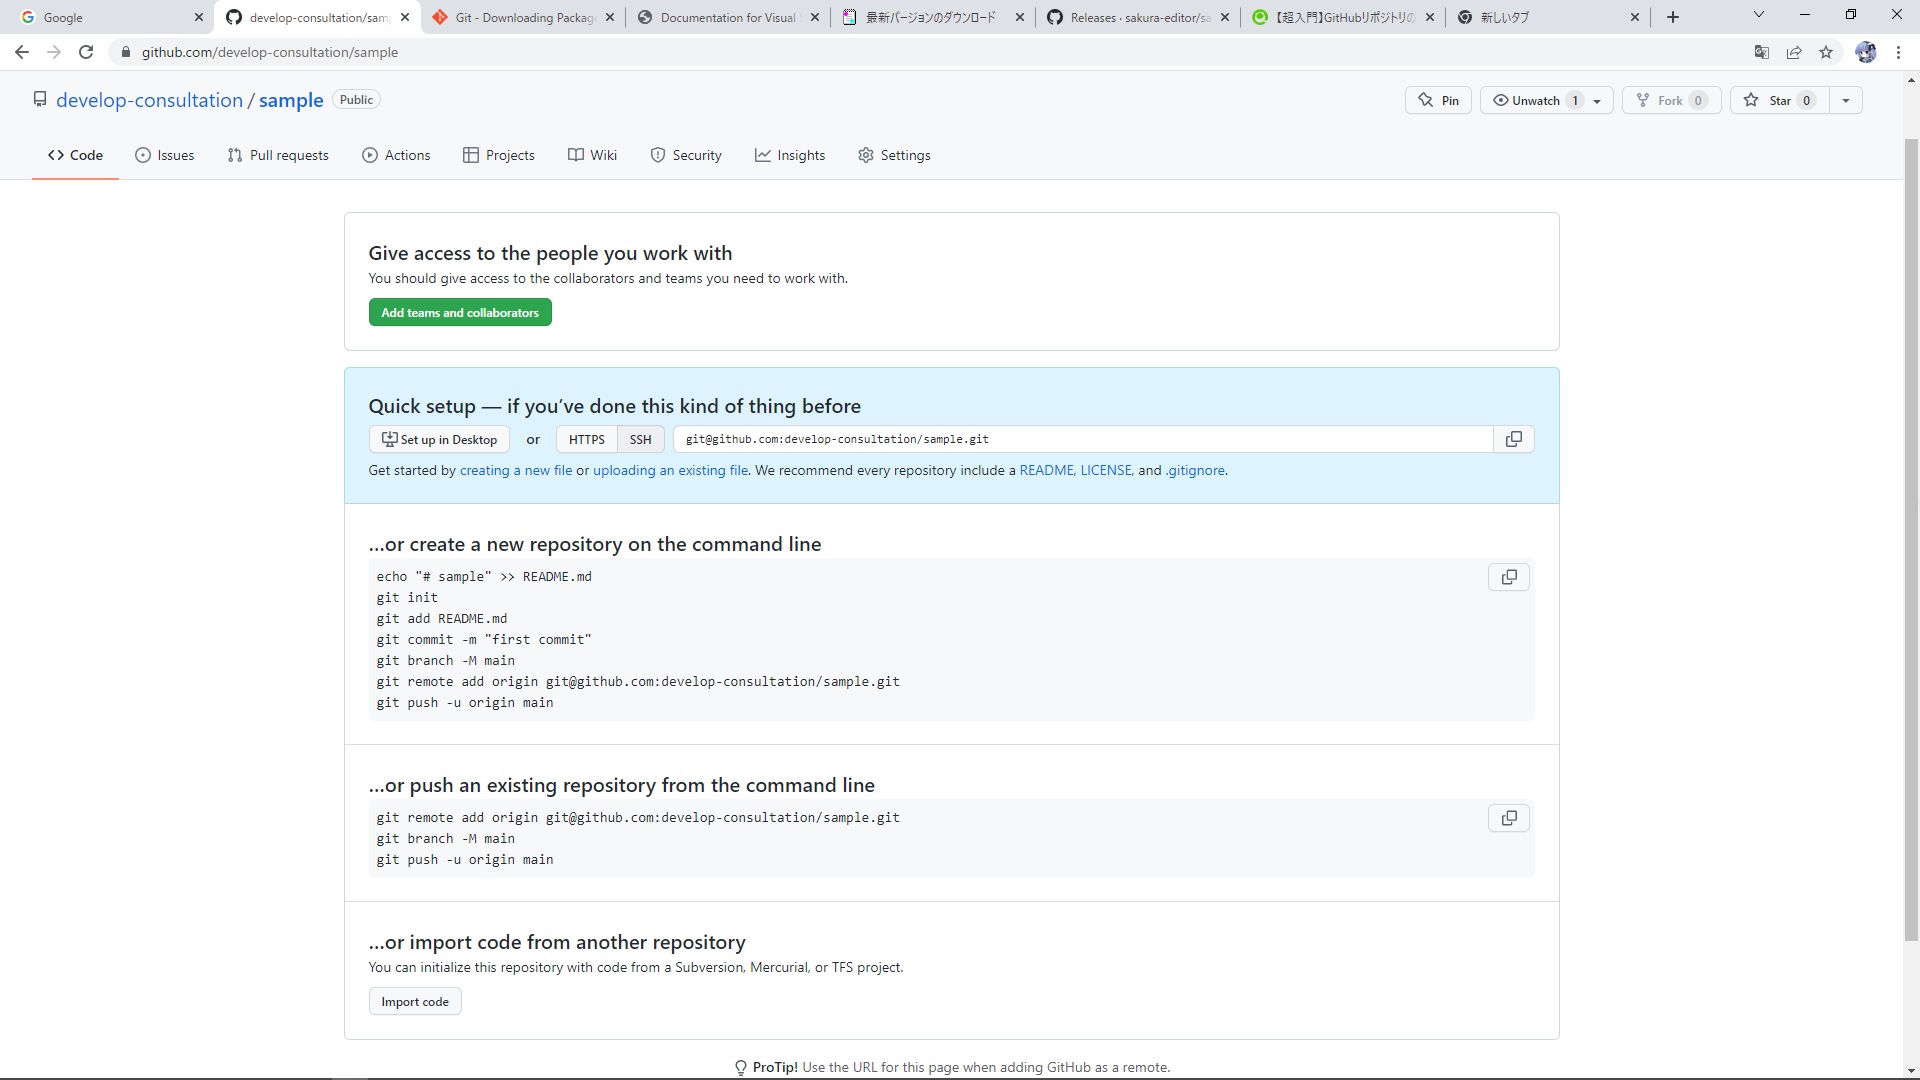 Google
develop-consultation/sam
Git - Downloading Package
Documentation for Visual S
最新バージョンのダウンロード
Releases · sakura-editor/sa
【超入門】GitHubリポジトリの
新しいタブ
github.com/develop-consultation/sample
develop-consultation / sample Public
Pin
Unwatch 1
Fork 0
Star 0
Code
Issues
Pull requests
Actions
Projects
Wiki
Security
Insights
Settings
Give access to the people you work with
You should give access to the collaborators and teams you need to work with.
Add teams and collaborators
Quick setup — if you’ve done this kind of thing before
Set up in Desktop or HTTPS SSH git@github.com:develop-consultation/sample.git
Get started by creating a new file or uploading an existing file. We recommend every repository include a README, LICENSE, and .gitignore.
…or create a new repository on the command line
echo "# sample" >> README.md
git init
git add README.md
git commit -m "first commit"
git branch -M main
git remote add origin git@github.com:develop-consultation/sample.git
git push -u origin main
…or push an existing repository from the command line
git remote add origin git@github.com:develop-consultation/sample.git
git branch -M main
git push -u origin main
…or import code from another repository
You can initialize this repository with code from a Subversion, Mercurial, or TFS project.
Import code
ProTip! Use the URL for this page when adding GitHub as a remote.